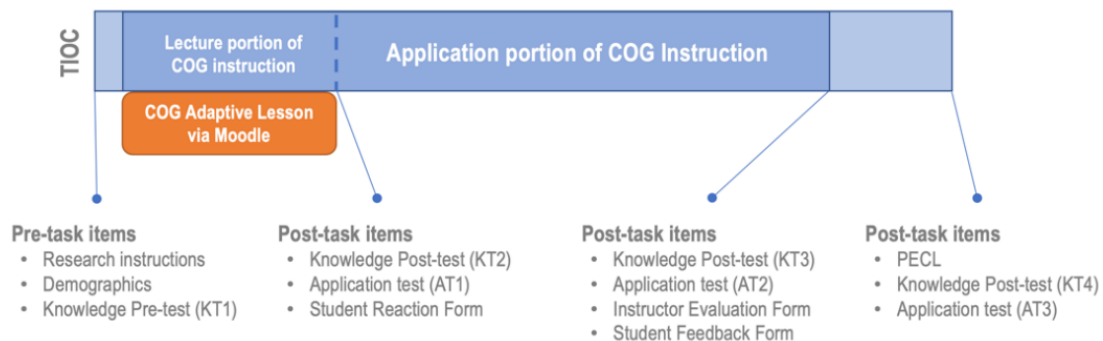 TIOC
Lecture portion of
COG instruction
Application portion of COG Instruction
COG Adaptive Lesson
via Moodle
Pre-task items
• Research instructions
• Demographics
• Knowledge Pre-test (KT1)
Post-task items
• Knowledge Post-test (KT2)
• Application test (AT1)
• Student Reaction Form
Post-task items
• Knowledge Post-test (KT3)
• Application test (AT2)
• Instructor Evaluation Form
• Student Feedback Form
Post-task items
• PECL
• Knowledge Post-test (KT4)
• Application test (AT3)